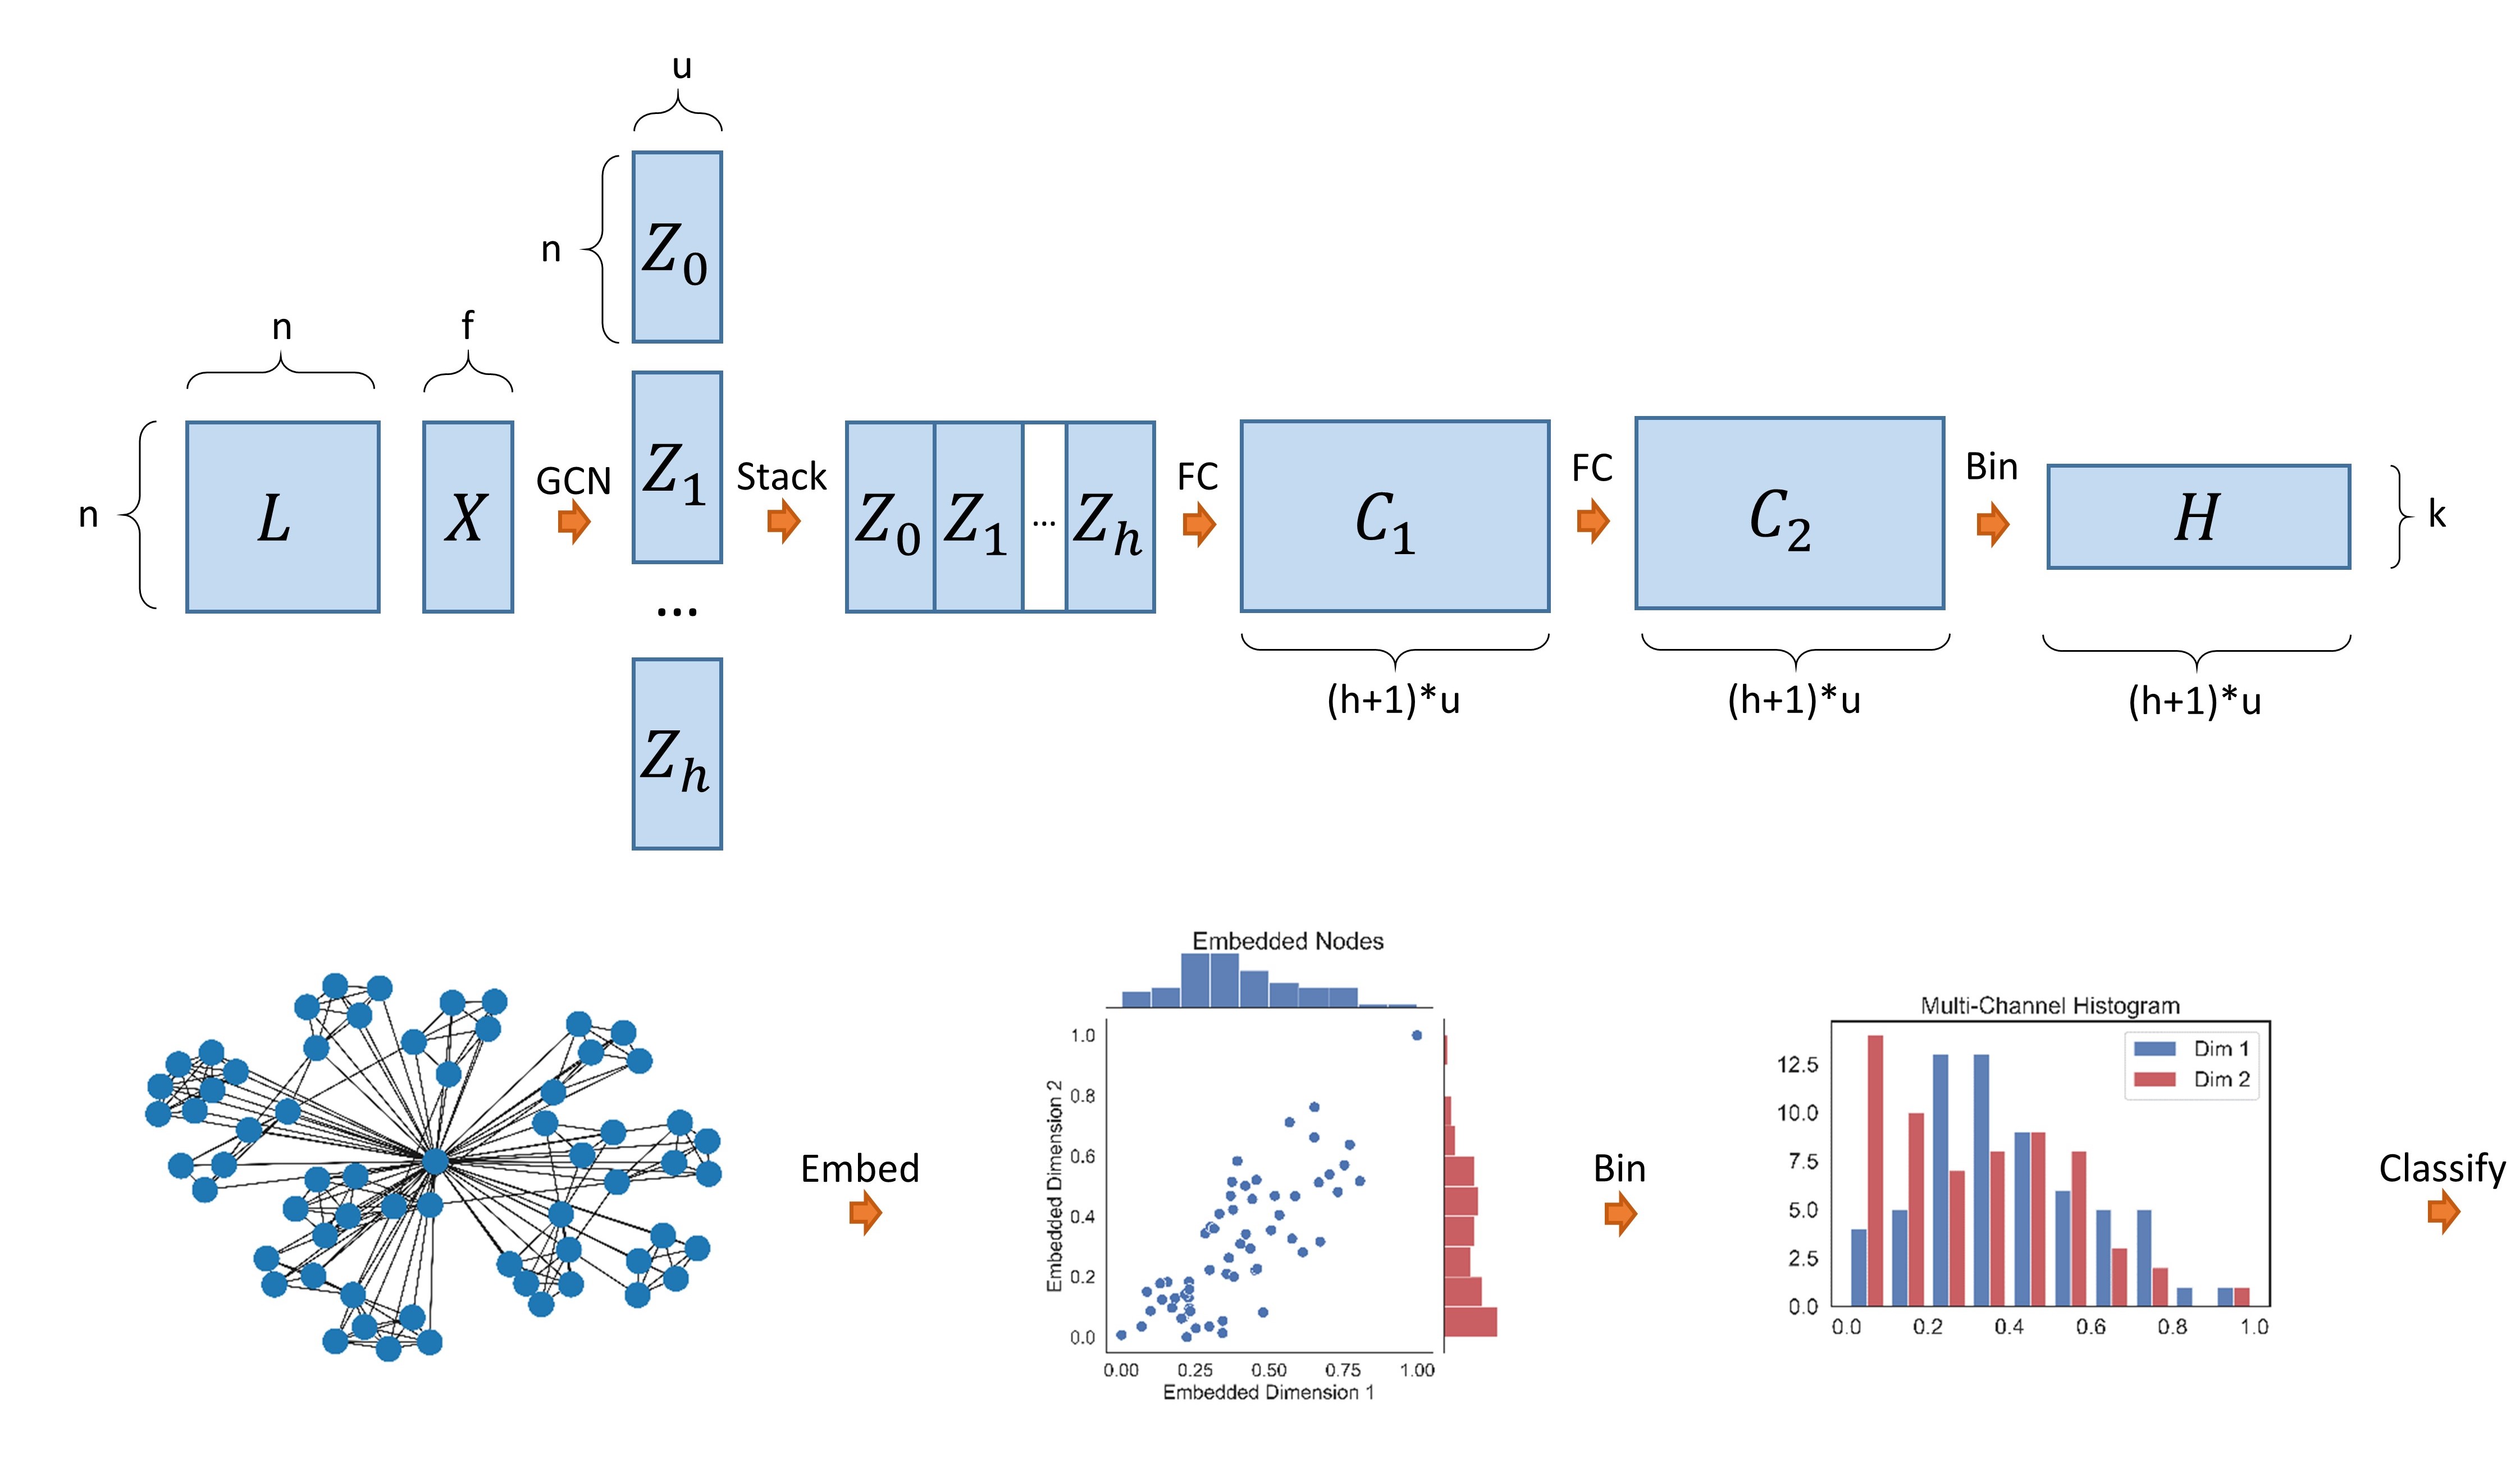 u
n
Z0
n
f
n
L
X
GCN
Z1
...
Zh
Stack
Z0 Z1 ... Zh
FC
C1
(h+1)*u
FC
C2
(h+1)*u
Bin
H
k
(h+1)*u
Embed
Embedded Nodes
Embedded Dimension 2
1.0
0.8
0.6
0.4
0.2
0.0
0.00 0.25 0.50 0.75 1.00
Embedded Dimension 1
Bin
Multi-Channel Histogram
Dim 1
Dim 2
12.5
10.0
7.5
5.0
2.5
0.0
0.0 0.2 0.4 0.6 0.8 1.0
Classify